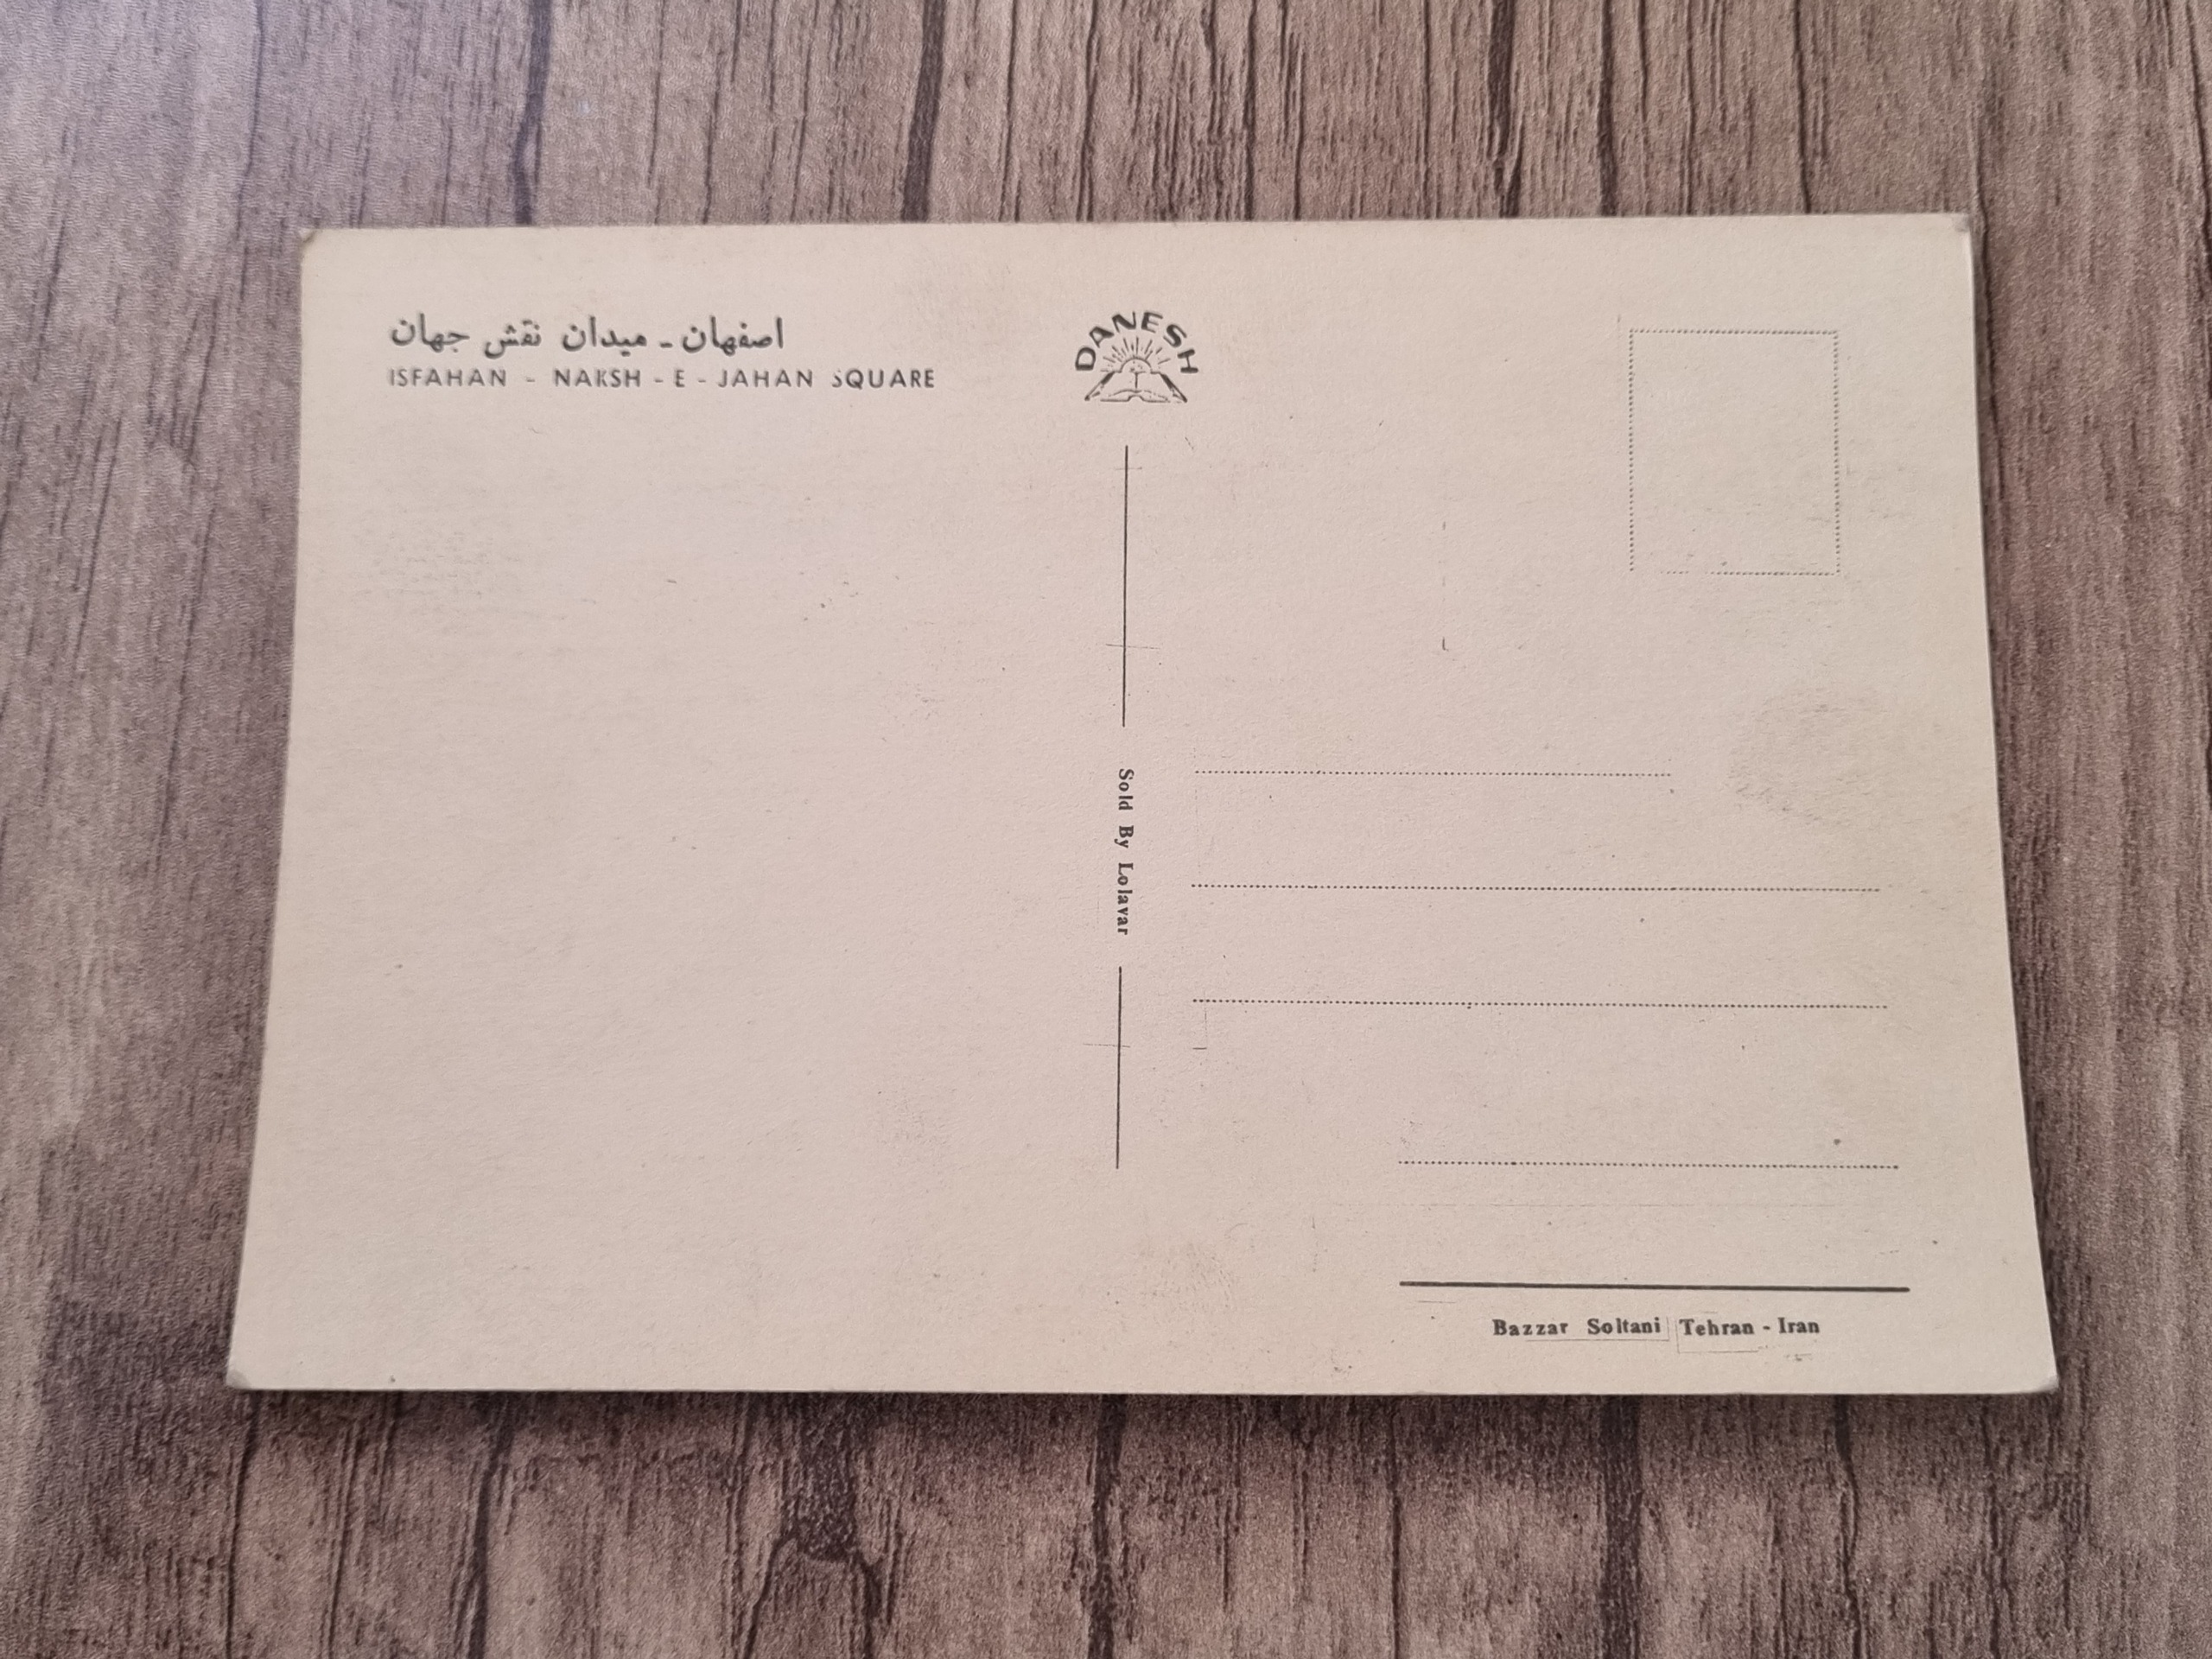 اصفهان - میدان نقش جهان
ISFAHAN - NAKSH - E - JAHAN SQUARE
DANESH
Sold By Lolavar
Bazzar Soltani Tehran - Iran